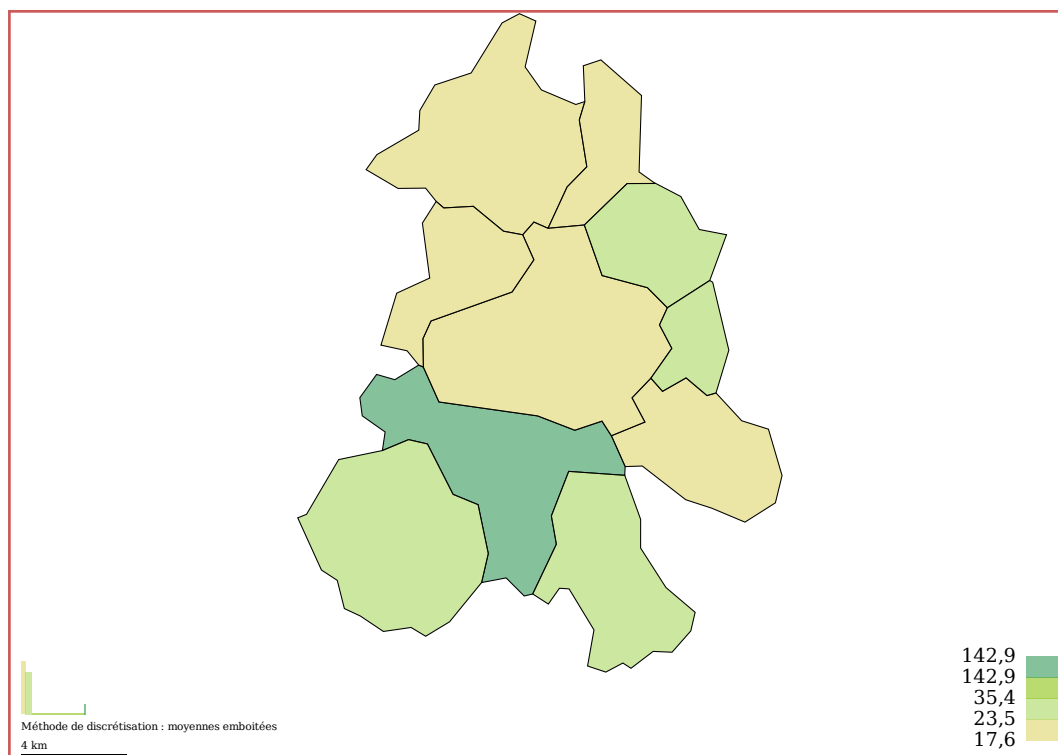 142,9
142,9
35,4
23,5
17,6
Méthode de discrétisation : moyennes emboitées
4 km